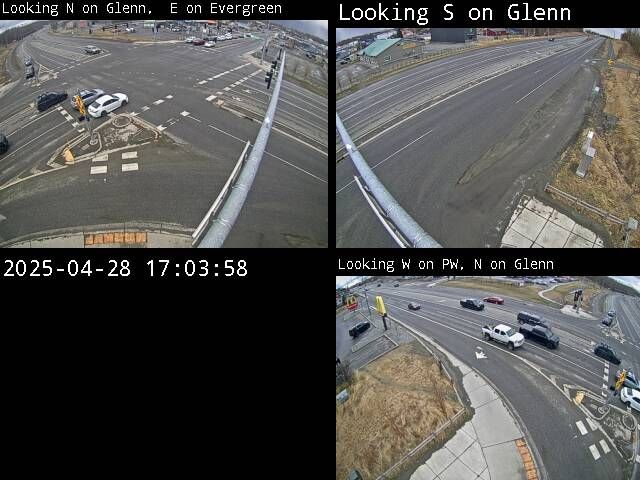 Looking N on Glenn,  E on Evergreen
Looking S on Glenn
2025-04-28 17:03:58
Looking W on PW, N on Glenn